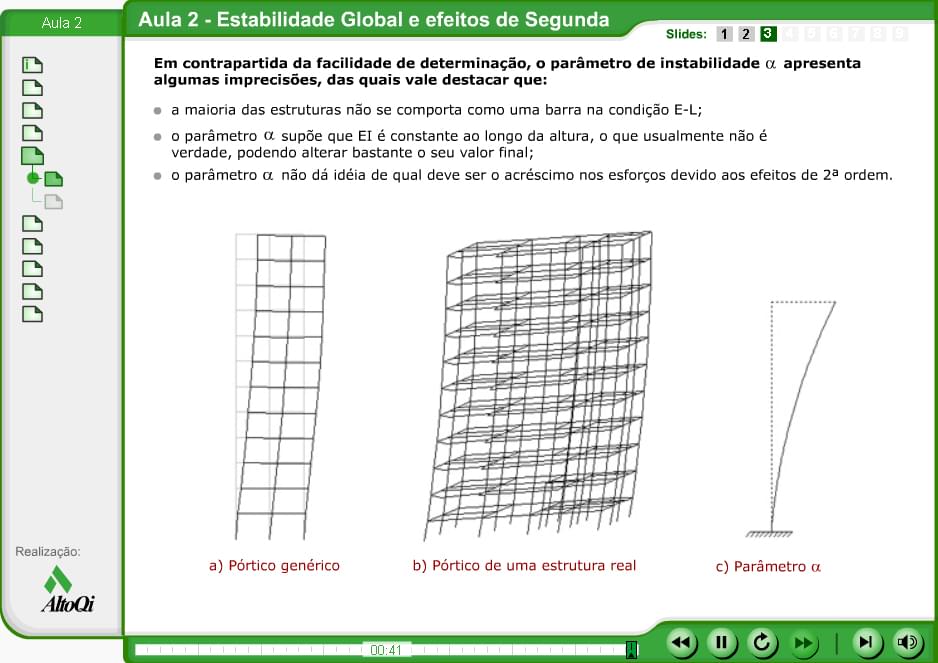 Aula 2
Aula 2 - Estabilidade Global e efeitos de Segunda
Slides: 1 2 3 4 5 6 7 8 9
Em contrapartida da facilidade de determinação, o parâmetro de instabilidade α apresenta
algumas imprecisões, das quais vale destacar que:
a maioria das estruturas não se comporta como uma barra na condição E-L;
o parâmetro α supõe que EI é constante ao longo da altura, o que usualmente não é
verdade, podendo alterar bastante o seu valor final;
o parâmetro α não dá idéia de qual deve ser o acréscimo nos esforços devido aos efeitos de 2ª ordem.
a) Pórtico genérico
b) Pórtico de uma estrutura real
c) Parâmetro α
Realização:
AltoQi
00:41